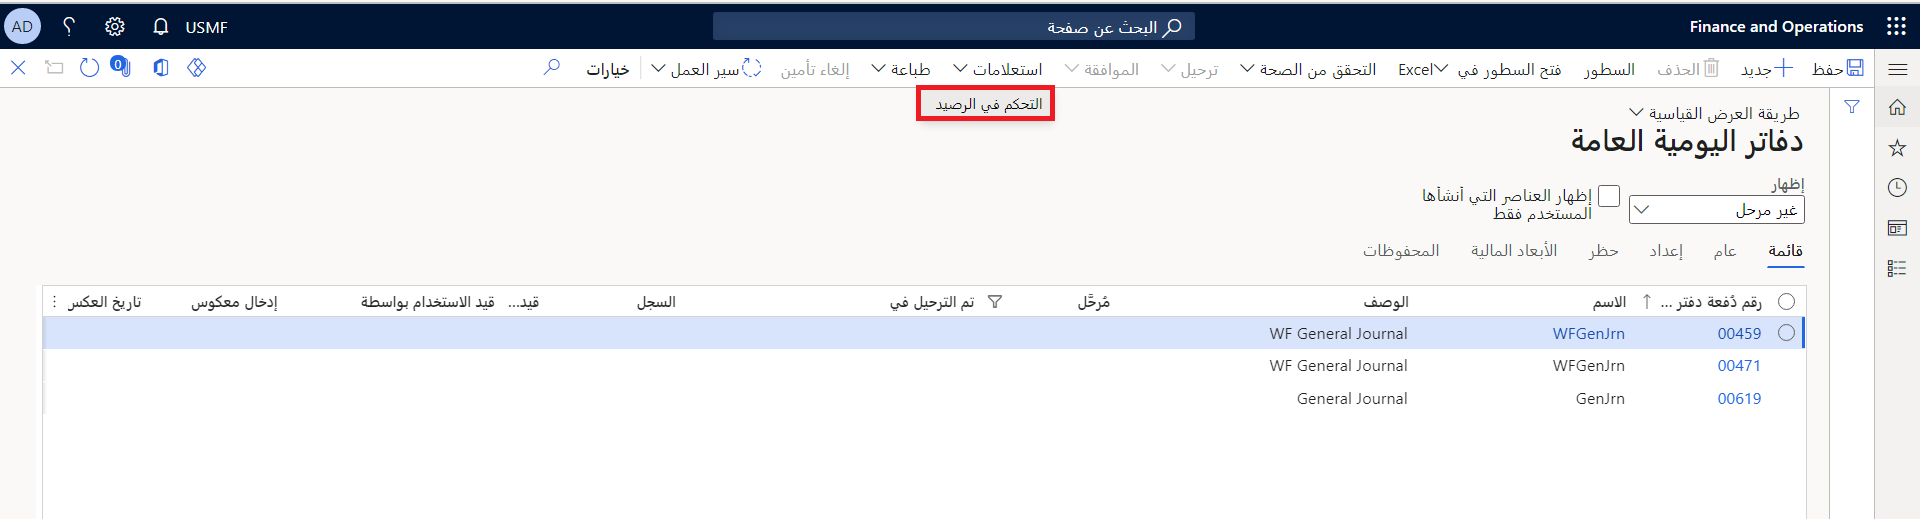 Finance and Operations
البحث عن صفحة
USMF
AD
حفظ
جديد
الحذف
السطور
فتح السطور في Excel
التحقق من الصحة
ترحيل
الموافقة
استعلامات
طباعة
إلغاء تأمين
سير العمل
خيارات
0
التحكم في الرصيد
طريقة العرض القياسية
دفاتر اليومية العامة
إظهار
غير مرحل
إظهار العناصر التي أنشأها
المستخدم فقط
قائمة
عام
إعداد
حظر
الأبعاد المالية
المحفوظات
رقم دُفعة دفتر ...
الاسم
الوصف
مُرحَّل
تم الترحيل في
السجل
قيد...
قيد الاستخدام بواسطة
إدخال معكوس
تاريخ العكس
00459 WFGenJrn WF General Journal
00471 WFGenJrn WF General Journal
00619 GenJrn General Journal